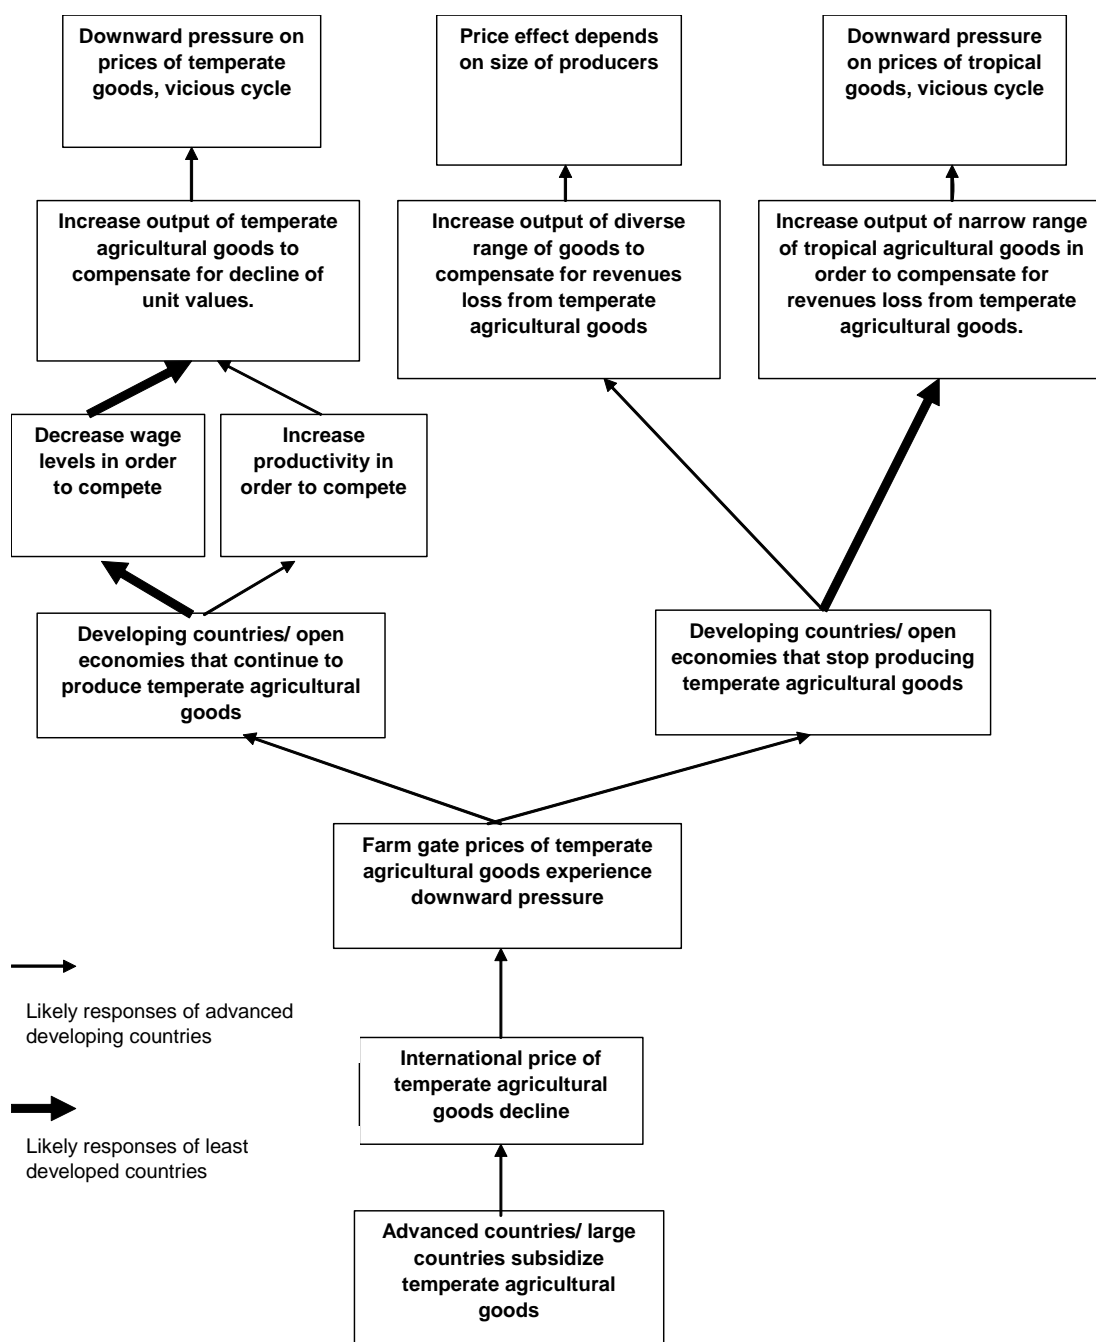 Downward pressure on
prices of temperate
goods, vicious cycle
Price effect depends
on size of producers
Downward pressure
on prices of tropical
goods, vicious cycle
Increase output of temperate
agricultural goods to
compensate for decline of
unit values.
Increase output of diverse
range of goods to
compensate for revenues
loss from temperate
agricultural goods
Increase output of narrow range
of tropical agricultural goods in
order to compensate for
revenues loss from temperate
agricultural goods.
Decrease wage
levels in order
to compete
Increase
productivity in
order to compete
Developing countries/ open
economies that continue to
produce temperate agricultural
goods
Developing countries/ open
economies that stop producing
temperate agricultural goods
Farm gate prices of temperate
agricultural goods experience
downward pressure
Likely responses of advanced
developing countries
International price of
temperate agricultural
goods decline
Likely responses of least
developed countries
Advanced countries/ large
countries subsidize
temperate agricultural
goods